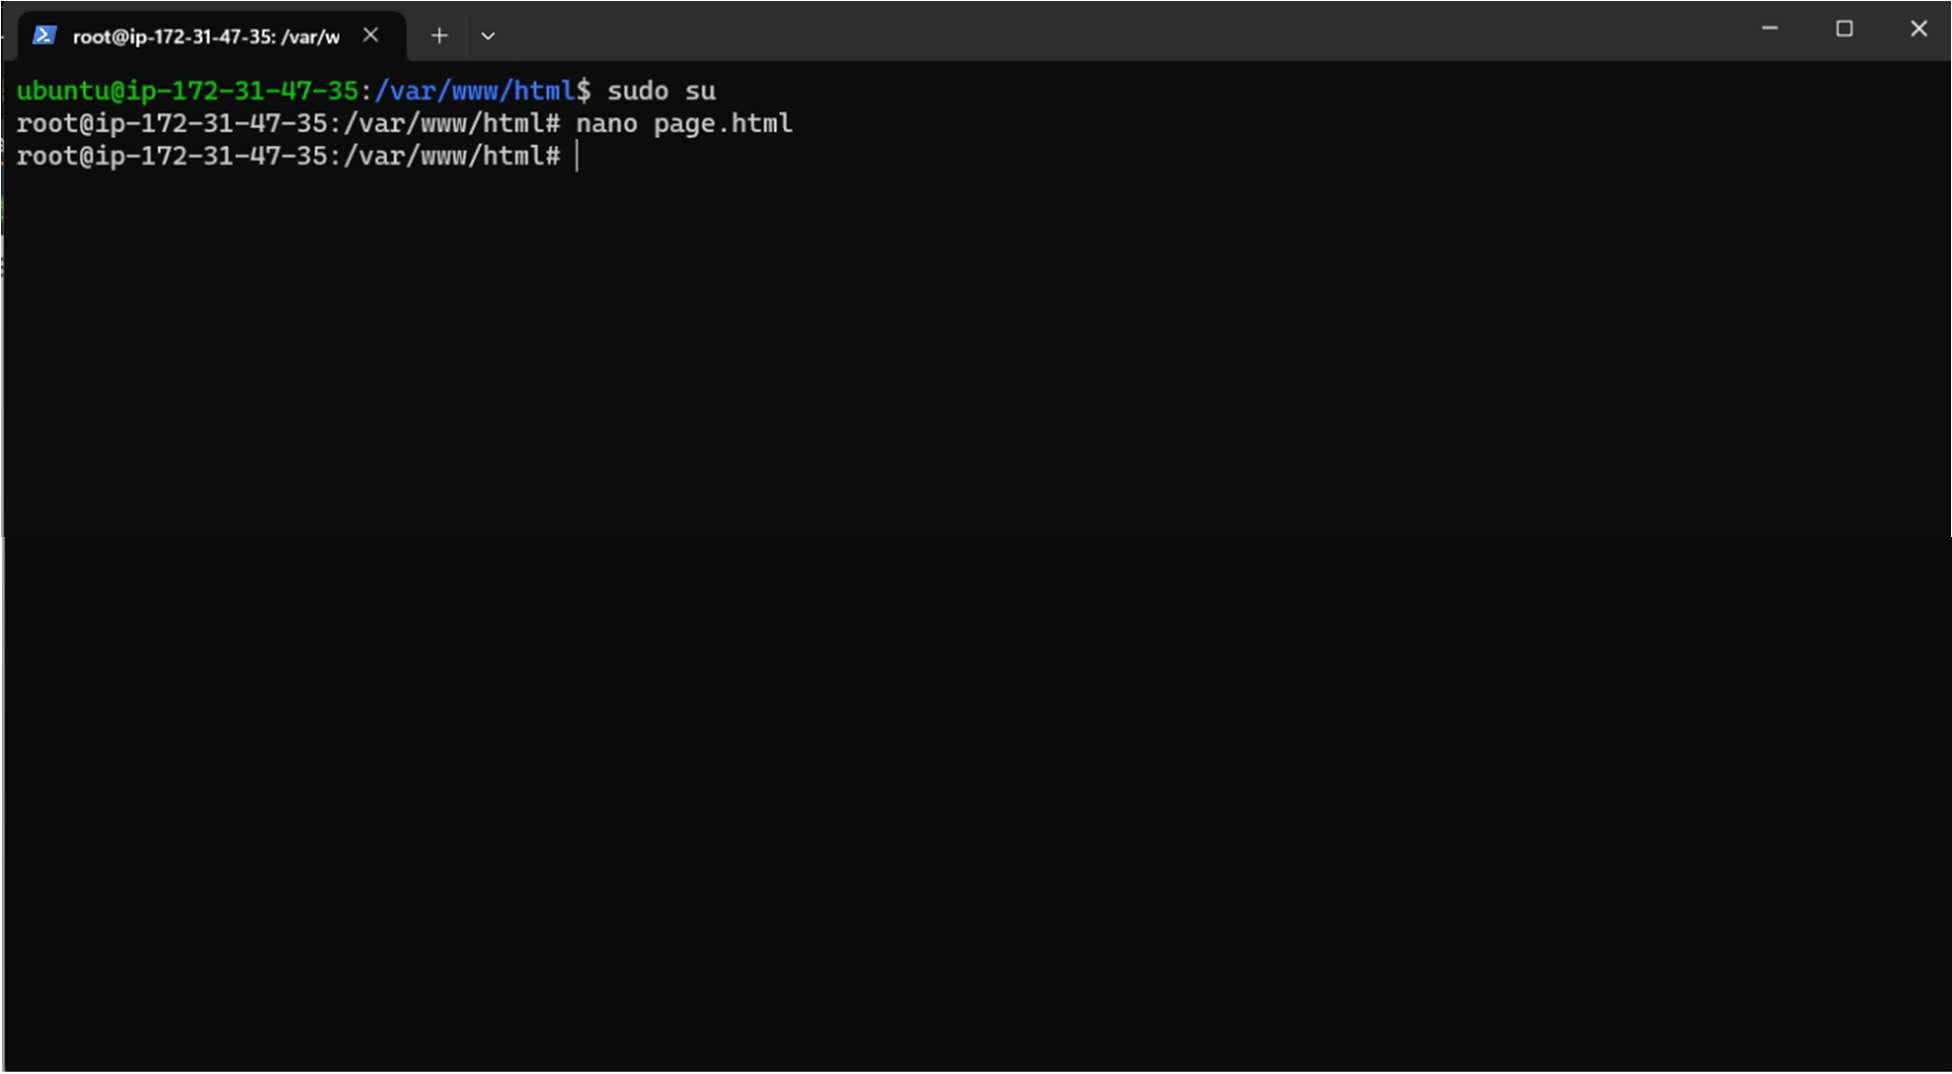 root@ip-172-31-47-35: /var/w
ubuntu@ip-172-31-47-35:/var/www/html$ sudo su
root@ip-172-31-47-35:/var/www/html# nano page.html
root@ip-172-31-47-35:/var/www/html#